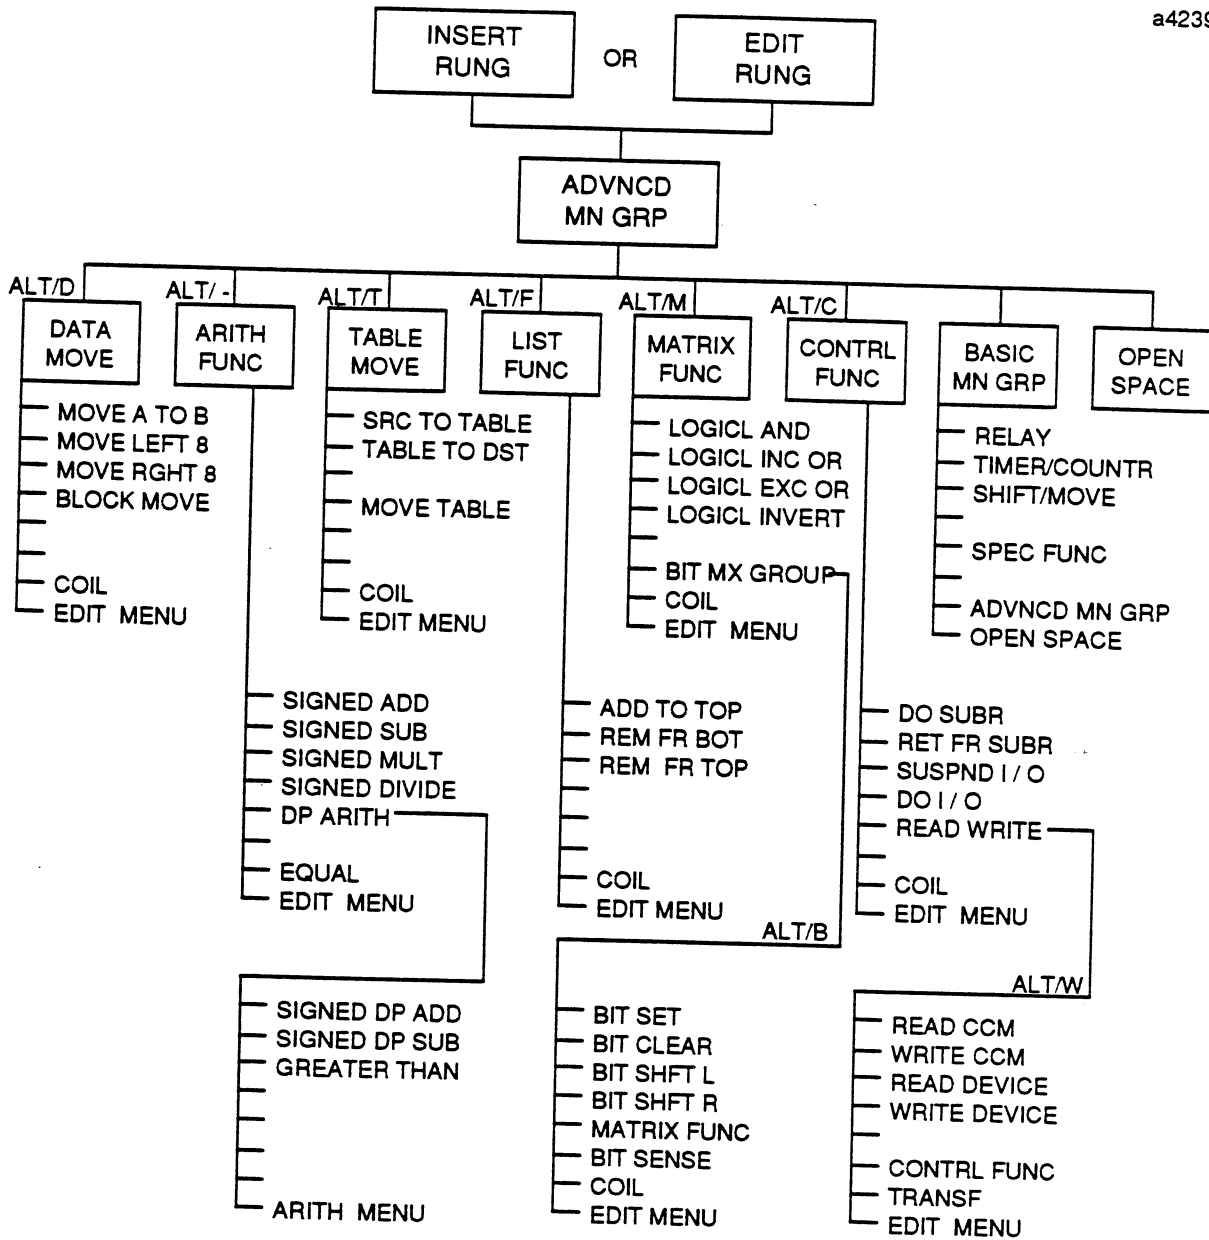 a4239
INSERT
RUNG
OR
EDIT
RUNG
ADVNCD
MN GRP
ALT/D
DATA
MOVE
MOVE A TO B
MOVE LEFT 8
MOVE RGHT 8
BLOCK MOVE
COIL
EDIT MENU
ALT/ -
ARITH
FUNC
SIGNED ADD
SIGNED SUB
SIGNED MULT
SIGNED DIVIDE
DP ARITH
EQUAL
EDIT MENU
SIGNED DP ADD
SIGNED DP SUB
GREATER THAN
ARITH MENU
ALT/T
TABLE
MOVE
SRC TO TABLE
TABLE TO DST
MOVE TABLE
COIL
EDIT MENU
ALT/F
LIST
FUNC
ADD TO TOP
REM FR BOT
REM FR TOP
COIL
EDIT MENU
ALT/M
MATRIX
FUNC
LOGICL AND
LOGICL INC OR
LOGICL EXC OR
LOGICL INVERT
BIT MX GROUP
COIL
EDIT MENU
ALT/B
BIT SET
BIT CLEAR
BIT SHFT L
BIT SHFT R
MATRIX FUNC
BIT SENSE
COIL
EDIT MENU
ALT/C
CONTRL
FUNC
DO SUBR
RET FR SUBR
SUSPND I / O
DO I / O
READ WRITE
COIL
EDIT MENU
ALT/W
READ CCM
WRITE CCM
READ DEVICE
WRITE DEVICE
CONTRL FUNC
TRANSF
EDIT MENU
BASIC
MN GRP
RELAY
TIMER/COUNTR
SHIFT/MOVE
SPEC FUNC
ADVNCD MN GRP
OPEN SPACE
OPEN
SPACE